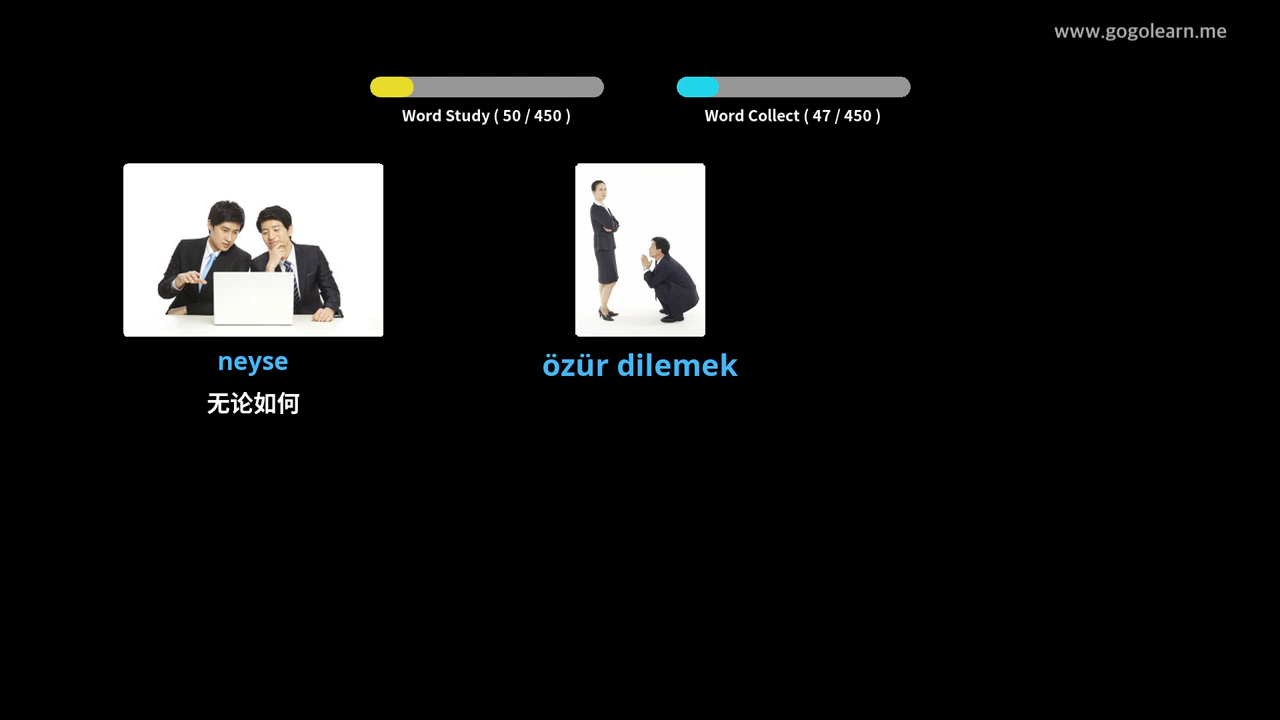 www.gogolearn.me
Word Study ( 50 / 450 )
Word Collect ( 47 / 450 )
neyse
无论如何
özür dilemek